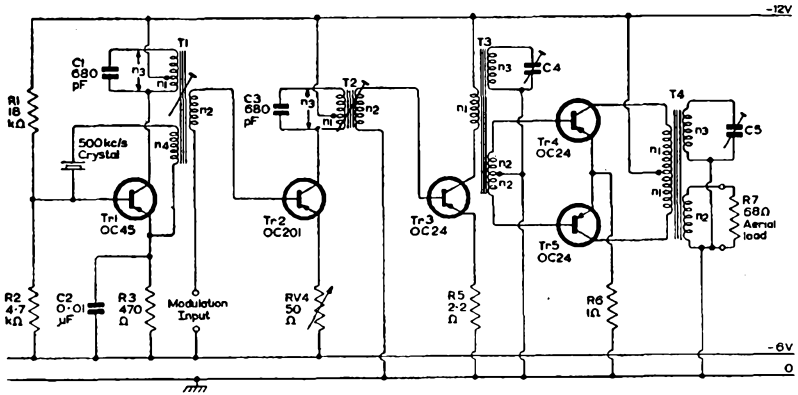 -12V
C1
680
pF
n3
n1
T1
n2
n4
R1
18
kΩ
500kc/s
Crystal
Tr1
OC45
R2
4·7
kΩ
C2
0·01
μF
R3
470
Ω
Modulation
Input
C3
680
pF
n3
n1
T2
n2
Tr2
OC201
RV4
50
Ω
T3
n3
C4
n1
n2
n2
Tr3
OC24
R5
2·2
Ω
Tr4
OC24
Tr5
OC24
R6
1Ω
T4
n1
n1
n3
C5
n2
R7
68Ω
Aerial
load
-6V
0